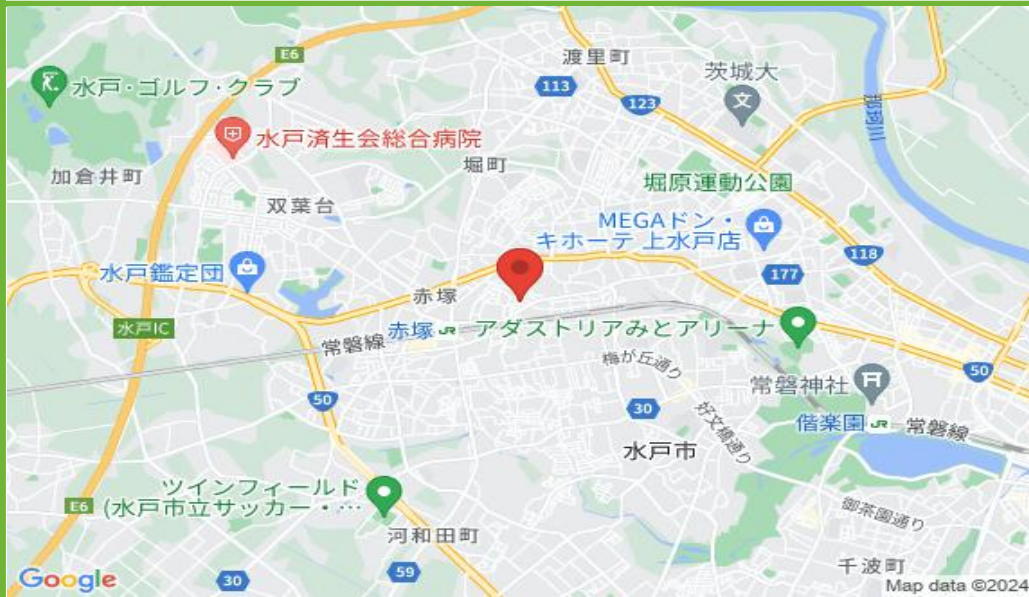 E6
渡里町
水戸・ゴルフ・クラブ
113
茨城大
123
那珂川
水戸済生会総合病院
堀町
加倉井町
堀原運動公園
双葉台
MEGAドン・
キホーテ 上水戸店
118
水戸鑑定団
177
赤塚
水戸IC
赤塚 JR
アダストリアみとアリーナ
常磐線
梅が丘通り
50
常磐神社
50
30
好文橋通り
偕楽園 JR
常磐線
水戸市
ツインフィールド
(水戸市立サッカー・…
E6
御茶園通り
河和田町
千波町
59
30
Google
Map data ©2024